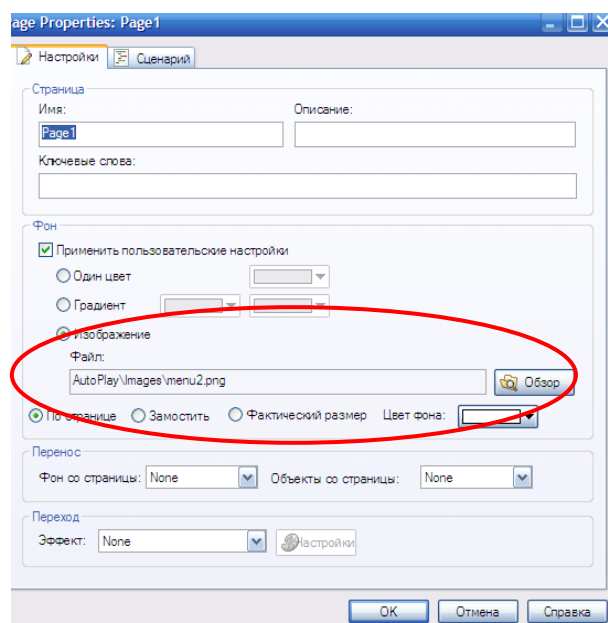 age Properties: Page1
Настройки Сценарий
Страница
Имя: Описание:
Page1
Ключевые слова:
Фон
Применить пользовательские настройки
Один цвет
Градиент
Изображение
Файл:
AutoPlay\Images\menu2.png Обзор
По странице Замостить Фактический размер Цвет фона:
Перенос
Фон со страницы: None Объекты со страницы: None
Переход
Эффект: None Настройки
OK Отмена Справка